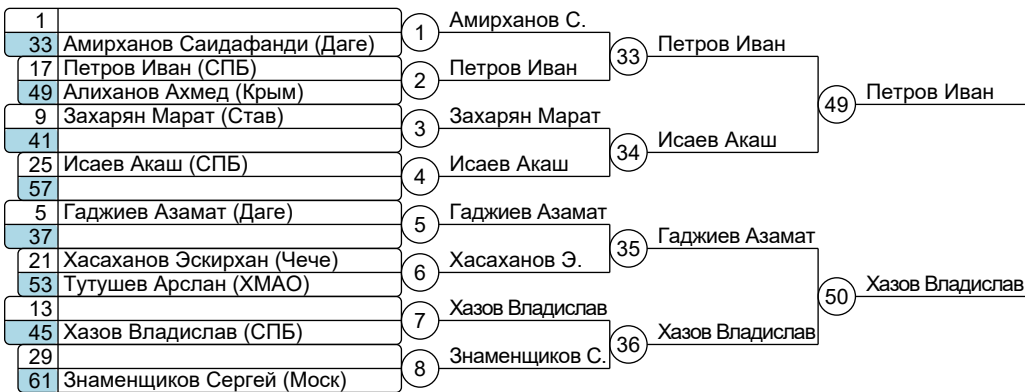 1
33 Амирханов Саидафанди (Даге)
17 Петров Иван (СПБ)
49 Алиханов Ахмед (Крым)
9 Захарян Марат (Став)
41
25 Исаев Акаш (СПБ)
57
5 Гаджиев Азамат (Даге)
37
21 Хасаханов Эскирхан (Чече)
53 Тутушев Арслан (ХМАО)
13
45 Хазов Владислав (СПБ)
29
61 Знаменщиков Сергей (Моск)
1 Амирханов С.
2 Петров Иван
3 Захарян Марат
4 Исаев Акаш
5 Гаджиев Азамат
6 Хасаханов Э.
7 Хазов Владислав
8 Знаменщиков С.
33 Петров Иван
34 Исаев Акаш
35 Гаджиев Азамат
36 Хазов Владислав
49 Петров Иван
50 Хазов Владислав